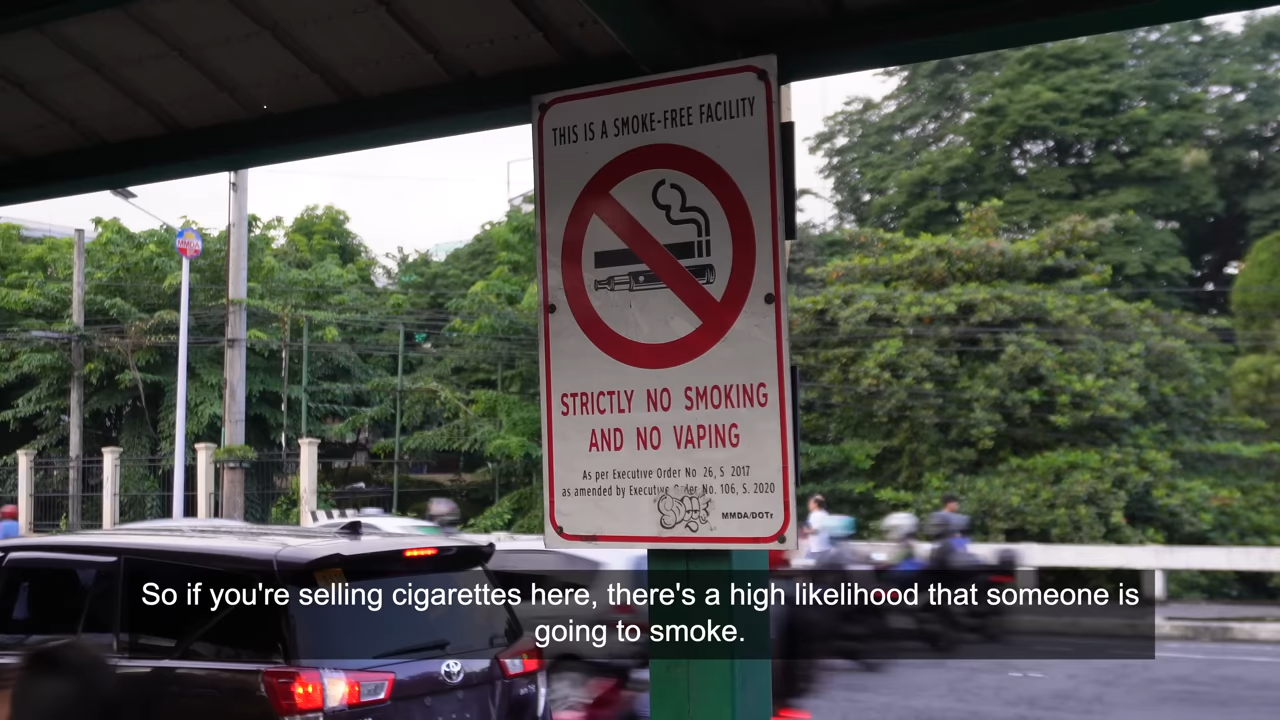 THIS IS A SMOKE-FREE FACILITY
MMDA
STRICTLY NO SMOKING
AND NO VAPING
As per Executive Order No 26, S 2017
as amended by Executive Order No. 106, S. 2020
MMDA/DOTr
So if you're selling cigarettes here, there's a high likelihood that someone is
going to smoke.